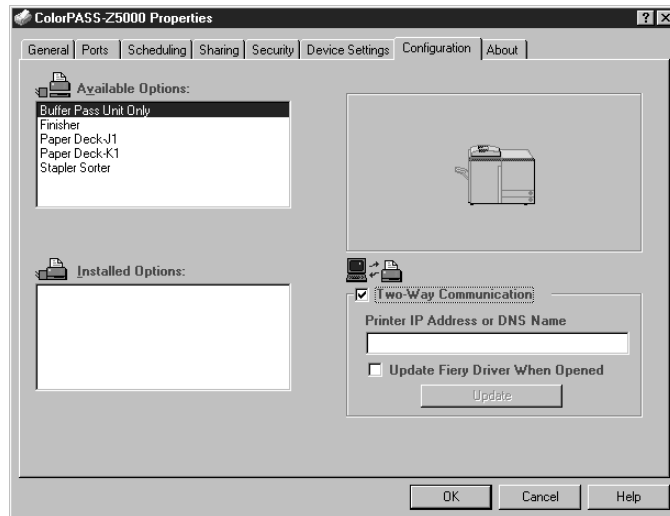 ColorPASS-Z5000 Properties
General Ports Scheduling Sharing Security Device Settings Configuration About
Available Options:
Buffer Pass Unit Only
Finisher
Paper Deck-J1
Paper Deck-K1
Stapler Sorter
Installed Options:
Two-Way Communication
Printer IP Address or DNS Name
Update Fiery Driver When Opened
Update
OK Cancel Help